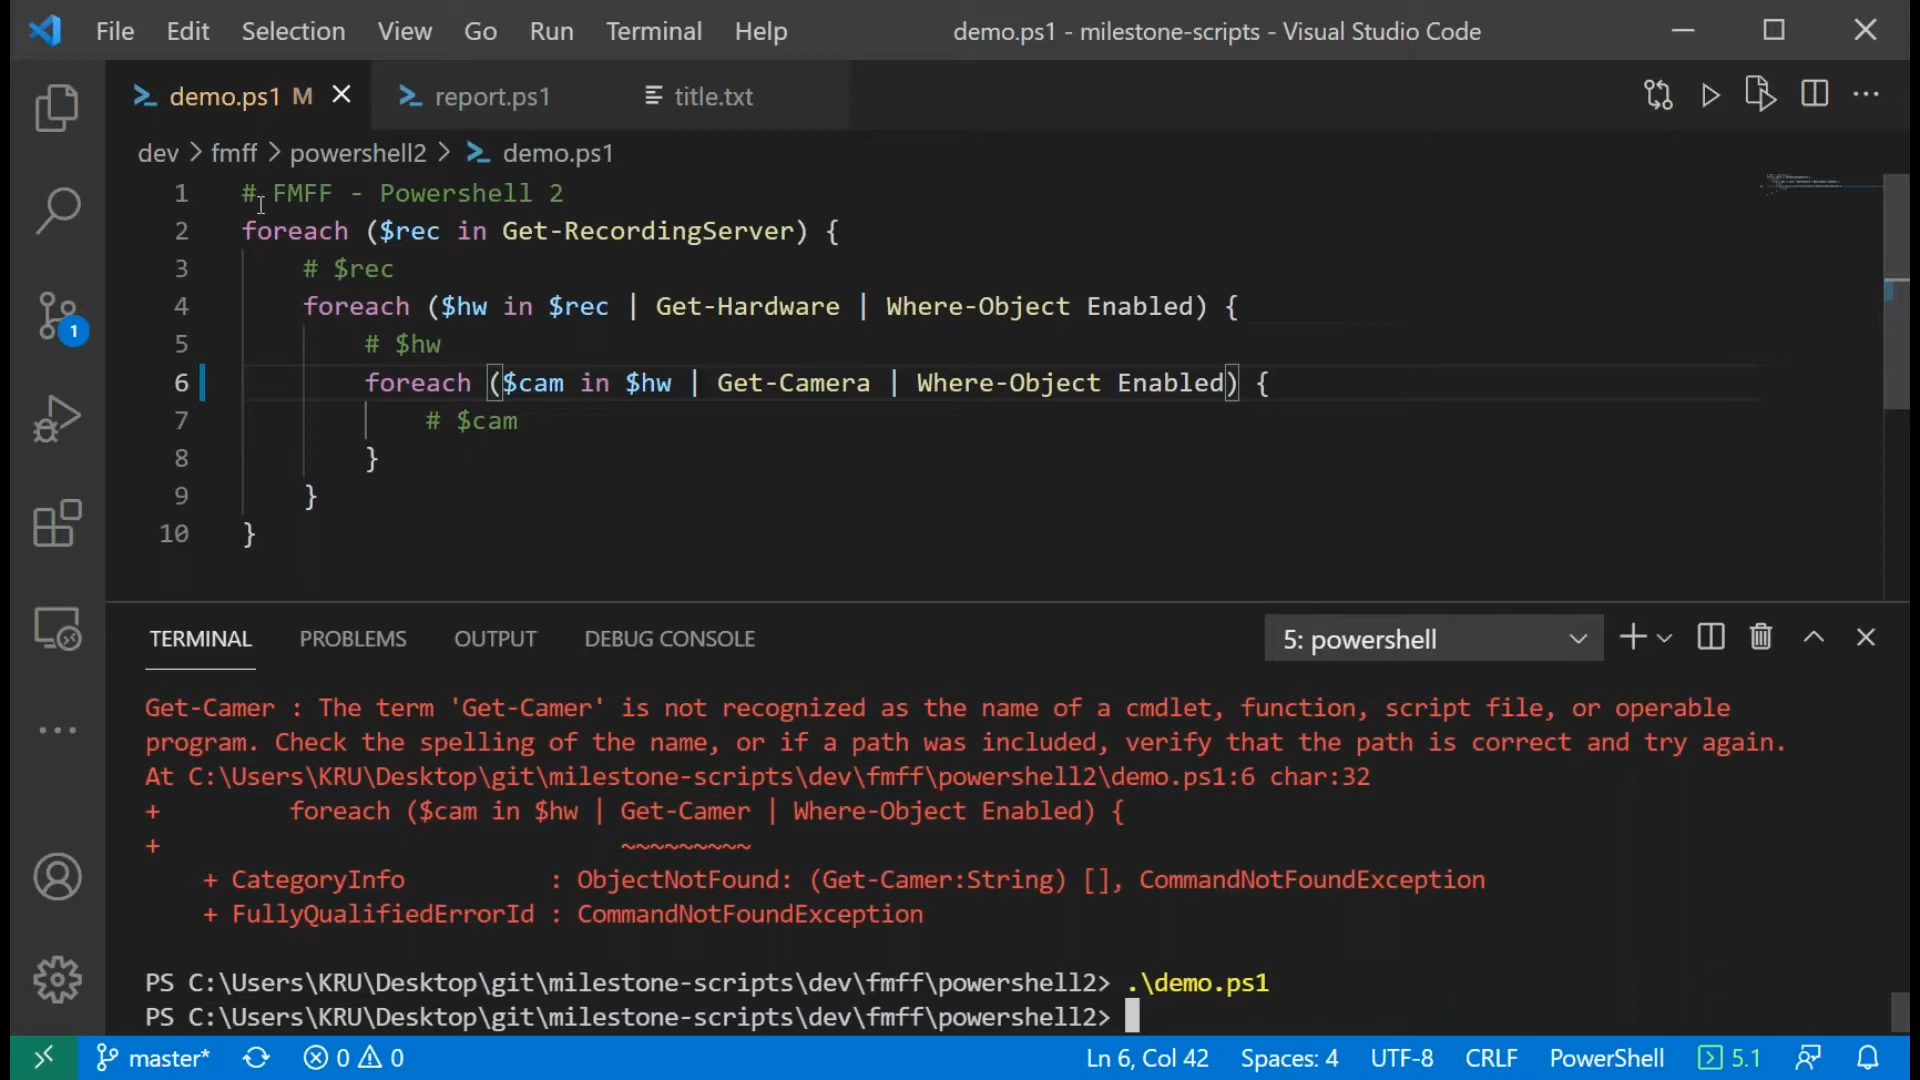 File Edit Selection View Go Run Terminal Help demo.ps1 - milestone-scripts - Visual Studio Code
demo.ps1 M report.ps1 title.txt
dev > fmff > powershell2 > demo.ps1
1 # FMFF - Powershell 2
2 foreach ($rec in Get-RecordingServer) {
3 # $rec
4 foreach ($hw in $rec | Get-Hardware | Where-Object Enabled) {
5 # $hw
6 foreach ($cam in $hw | Get-Camera | Where-Object Enabled) {
7 # $cam
8 }
9 }
10 }
1
TERMINAL PROBLEMS OUTPUT DEBUG CONSOLE 5: powershell
Get-Camer : The term 'Get-Camer' is not recognized as the name of a cmdlet, function, script file, or operable
program. Check the spelling of the name, or if a path was included, verify that the path is correct and try again.
At C:\Users\KRU\Desktop\git\milestone-scripts\dev\fmff\powershell2\demo.ps1:6 char:32
+ foreach ($cam in $hw | Get-Camer | Where-Object Enabled) {
+ ~~~~~~~~~
+ CategoryInfo : ObjectNotFound: (Get-Camer:String) [], CommandNotFoundException
+ FullyQualifiedErrorId : CommandNotFoundException
PS C:\Users\KRU\Desktop\git\milestone-scripts\dev\fmff\powershell2> .\demo.ps1
PS C:\Users\KRU\Desktop\git\milestone-scripts\dev\fmff\powershell2>
master* 0 0 Ln 6, Col 42 Spaces: 4 UTF-8 CRLF PowerShell 5.1